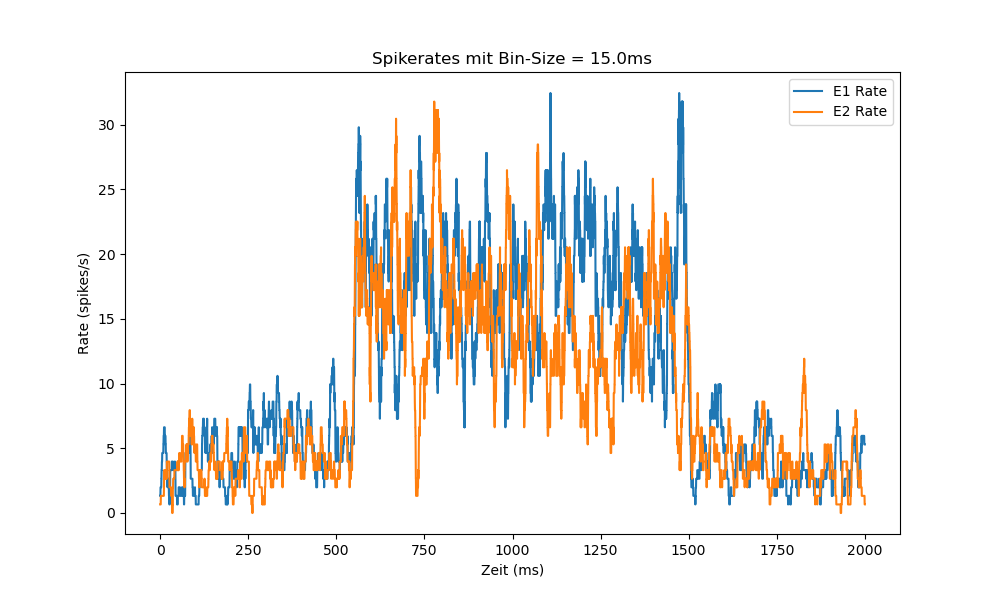 Spikerates mit Bin-Size = 15.0ms
E1 Rate
E2 Rate
Rate (spikes/s)
30
25
20
15
10
5
0
0 250 500 750 1000 1250 1500 1750 2000
Zeit (ms)